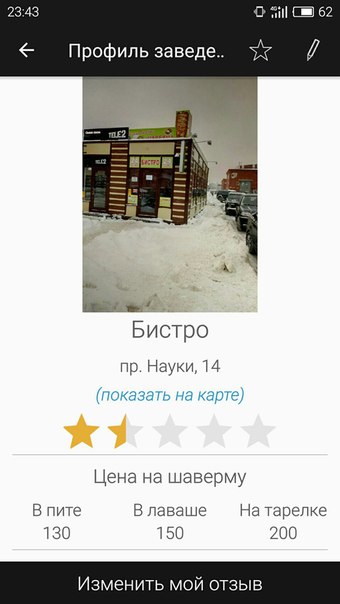 23:43
4G
62
Профиль заведе..
TELE2
TELE2
БИСТРО
Бистро
пр. Науки, 14
(показать на карте)
Цена на шаверму
В пите
В лаваше
На тарелке
130
150
200
Изменить мой отзыв